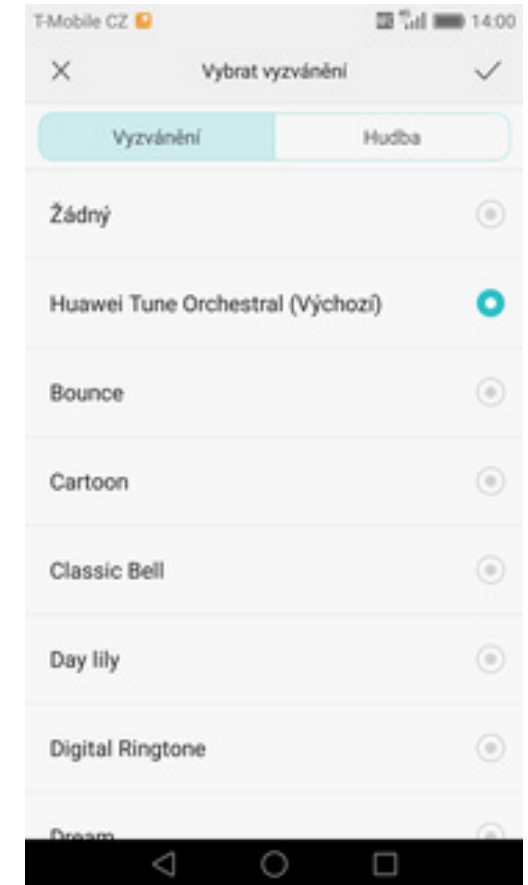 T-Mobile CZ 14:00
Vybrat vyzvánění
Vyzvánění Hudba
Žádný
Huawei Tune Orchestral (Výchozí)
Bounce
Cartoon
Classic Bell
Day lily
Digital Ringtone
Dream